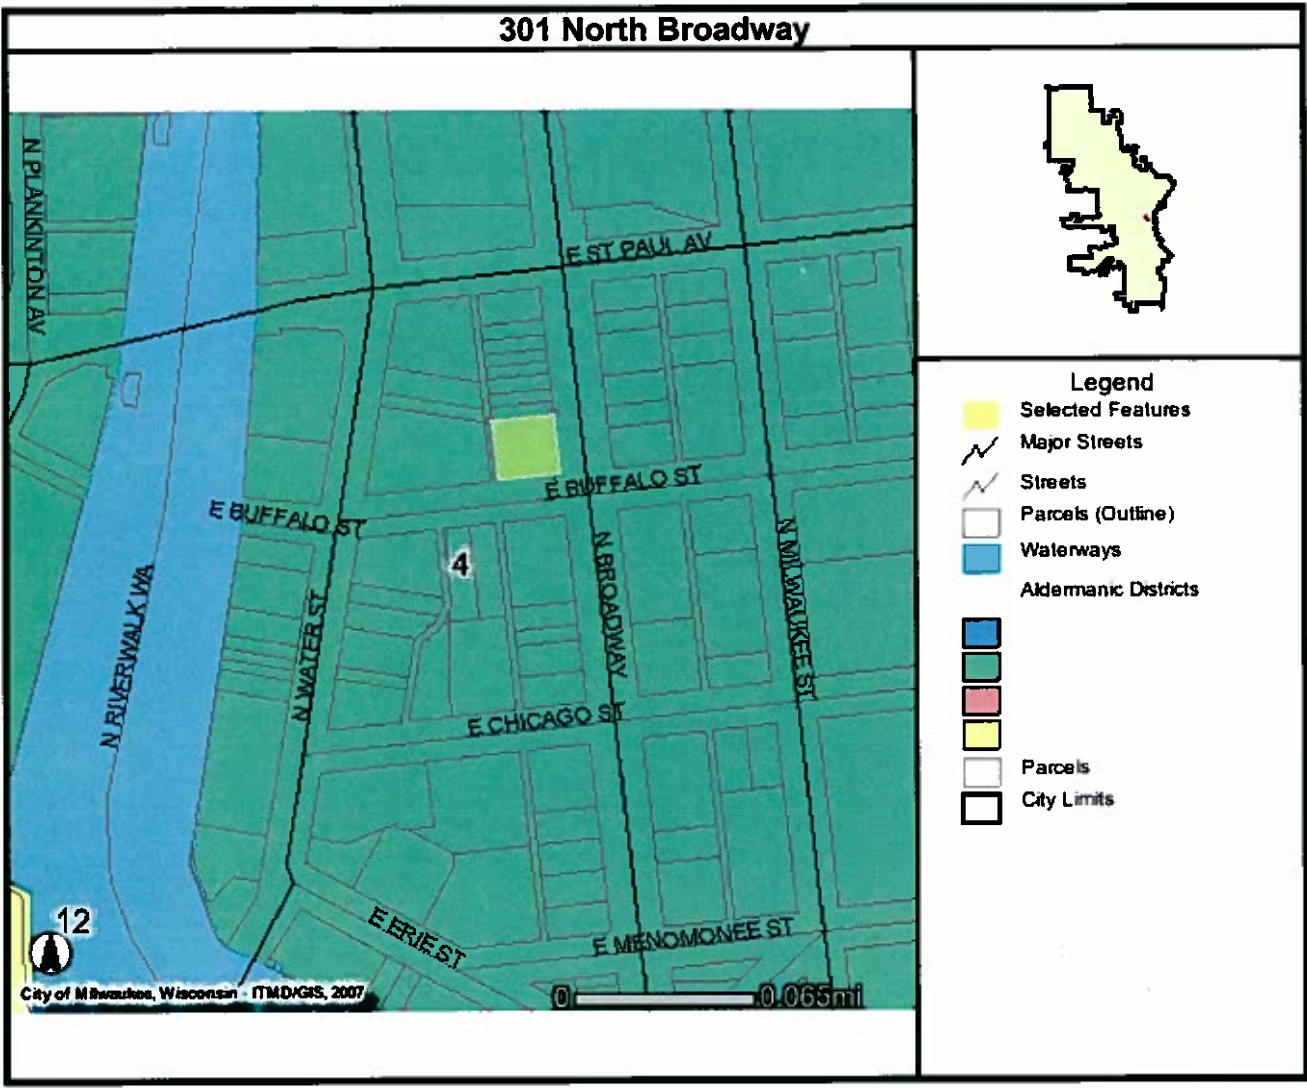 301 North Broadway
N PLANKINTON AV
E ST PAUL AV
E BUFFALO ST
E BUFFALO ST
4
N BROADWAY
N MILWAUKEE ST
N RIVERWALK WA
N WATER ST
E CHICAGO ST
E ERIE ST
E MENOMONEE ST
12
City of Milwaukee, Wisconsin - ITMD/GIS, 2007
0 0.065mi
Legend
Selected Features
Major Streets
Streets
Parcels (Outline)
Waterways
Aldermanic Districts
Parcels
City Limits